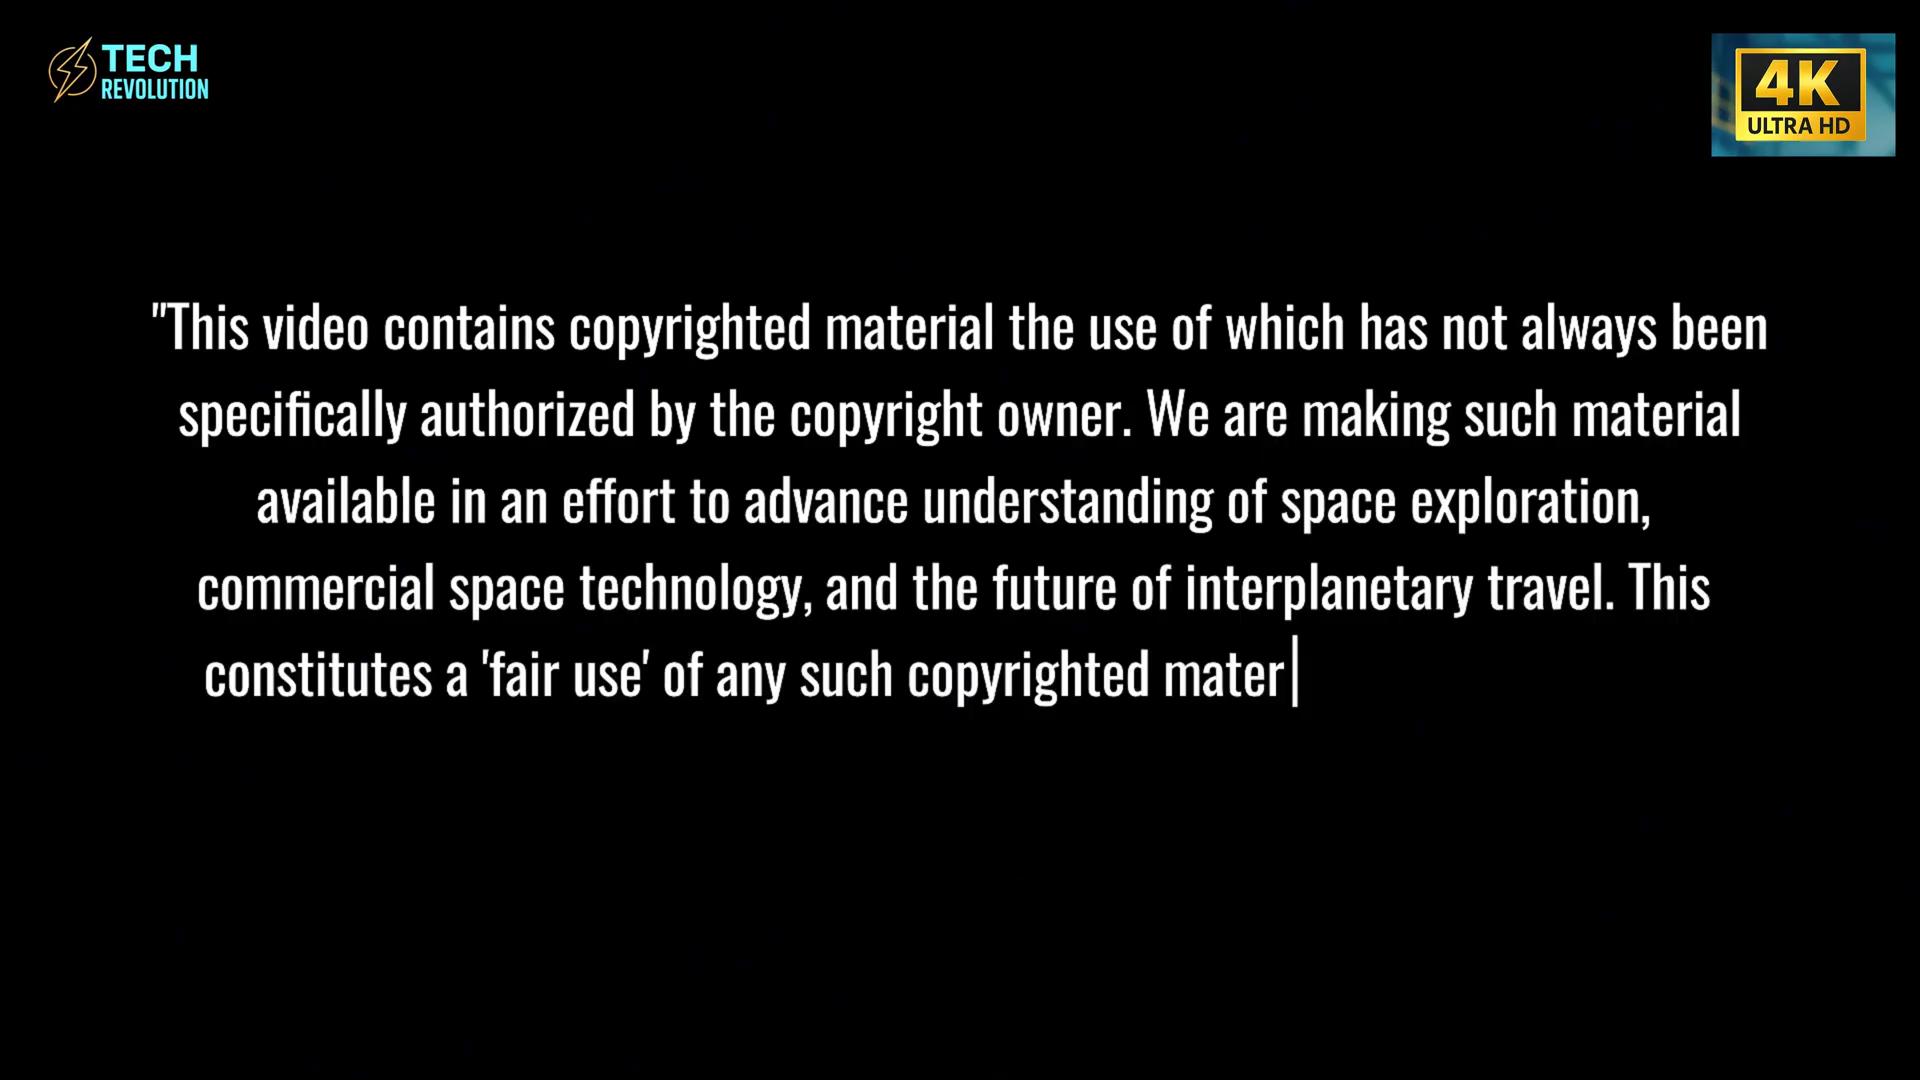 TECH
REVOLUTION
4K
ULTRA HD
"This video contains copyrighted material the use of which has not always been
specifically authorized by the copyright owner. We are making such material
available in an effort to advance understanding of space exploration,
commercial space technology, and the future of interplanetary travel. This
constitutes a 'fair use' of any such copyrighted mater